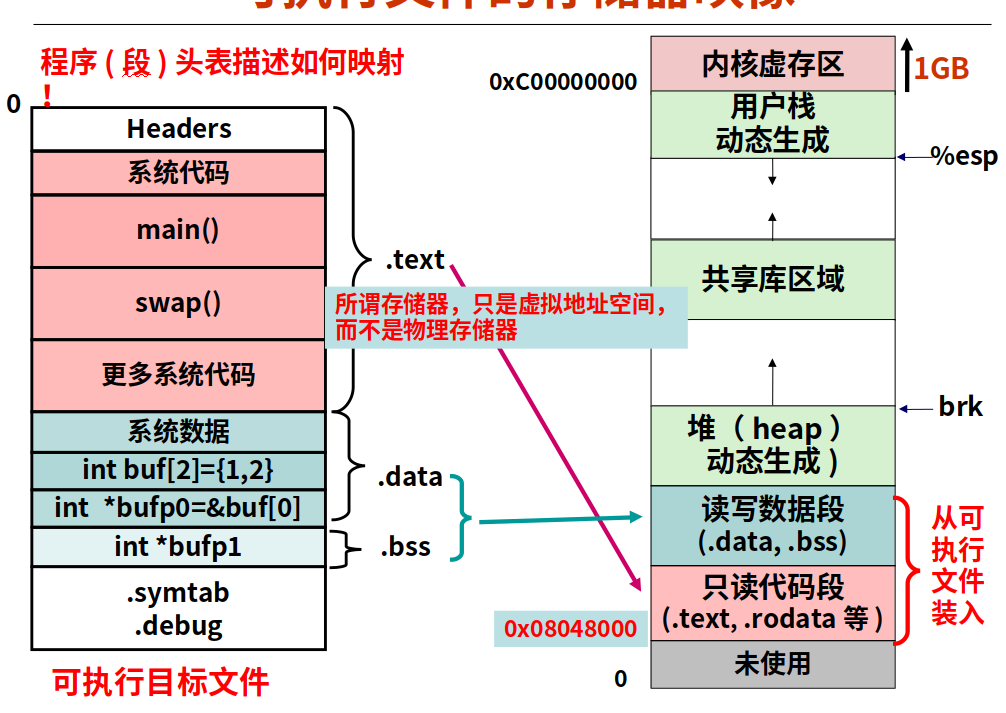 程序 ( 段 ) 头表描述如何映射
!
0
Headers
系统代码
main()
swap()
更多系统代码
系统数据
int buf[2]={1,2}
int *bufp0=&buf[0]
int *bufp1
.symtab
.debug
可执行目标文件
.text
.data
.bss
所谓存储器，只是虚拟地址空间，
而不是物理存储器
0xC00000000
内核虚存区
1GB
用户栈
动态生成
%esp
共享库区域
brk
堆（ heap ）
动态生成 )
读写数据段
(.data, .bss)
只读代码段
(.text, .rodata 等 )
从可
执行
文件
装入
0x08048000
未使用
0